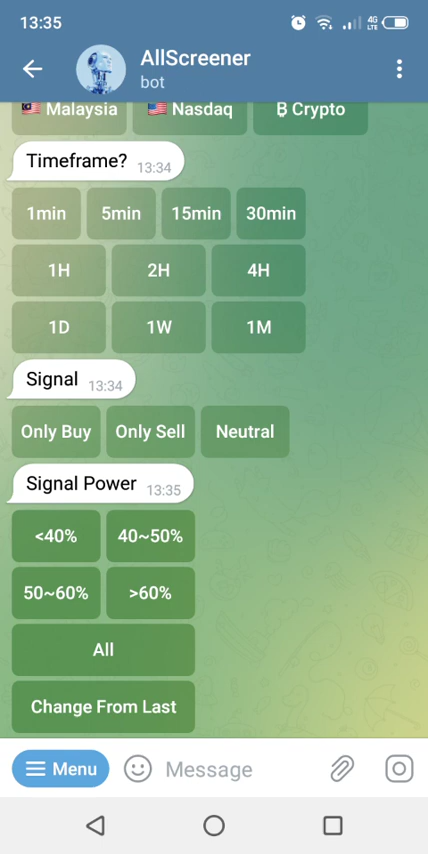 13:35
4G
LTE
AllScreener
bot
Malaysia
Nasdaq
₿ Crypto
Timeframe? 13:34
1min
5min
15min
30min
1H
2H
4H
1D
1W
1M
Signal 13:34
Only Buy
Only Sell
Neutral
Signal Power 13:35
<40%
40~50%
50~60%
>60%
All
Change From Last
Menu
Message